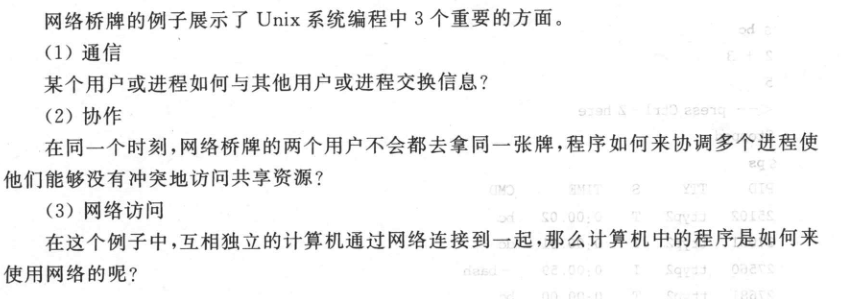 网络桥牌的例子展示了 Unix 系统编程中 3 个重要的方面。
(1) 通信
某个用户或进程如何与其他用户或进程交换信息?
(2) 协作
在同一个时刻,网络桥牌的两个用户不会都去拿同一张牌,程序如何来协调多个进程使
他们能够没有冲突地访问共享资源?
(3) 网络访问
在这个例子中,互相独立的计算机通过网络连接到一起,那么计算机中的程序是如何来
使用网络的呢?